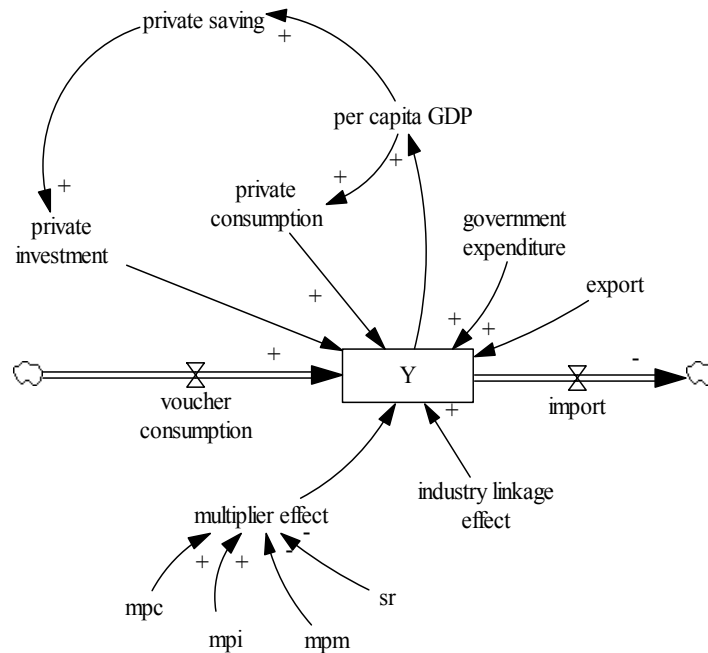 private saving
+
per capita GDP
+
+
+
private
consumption
private
investment
government
expenditure
export
+
+
+
+
-
Y
voucher
consumption
import
+
industry linkage
effect
multiplier effect
-
-
+
+
sr
mpc
mpi
mpm